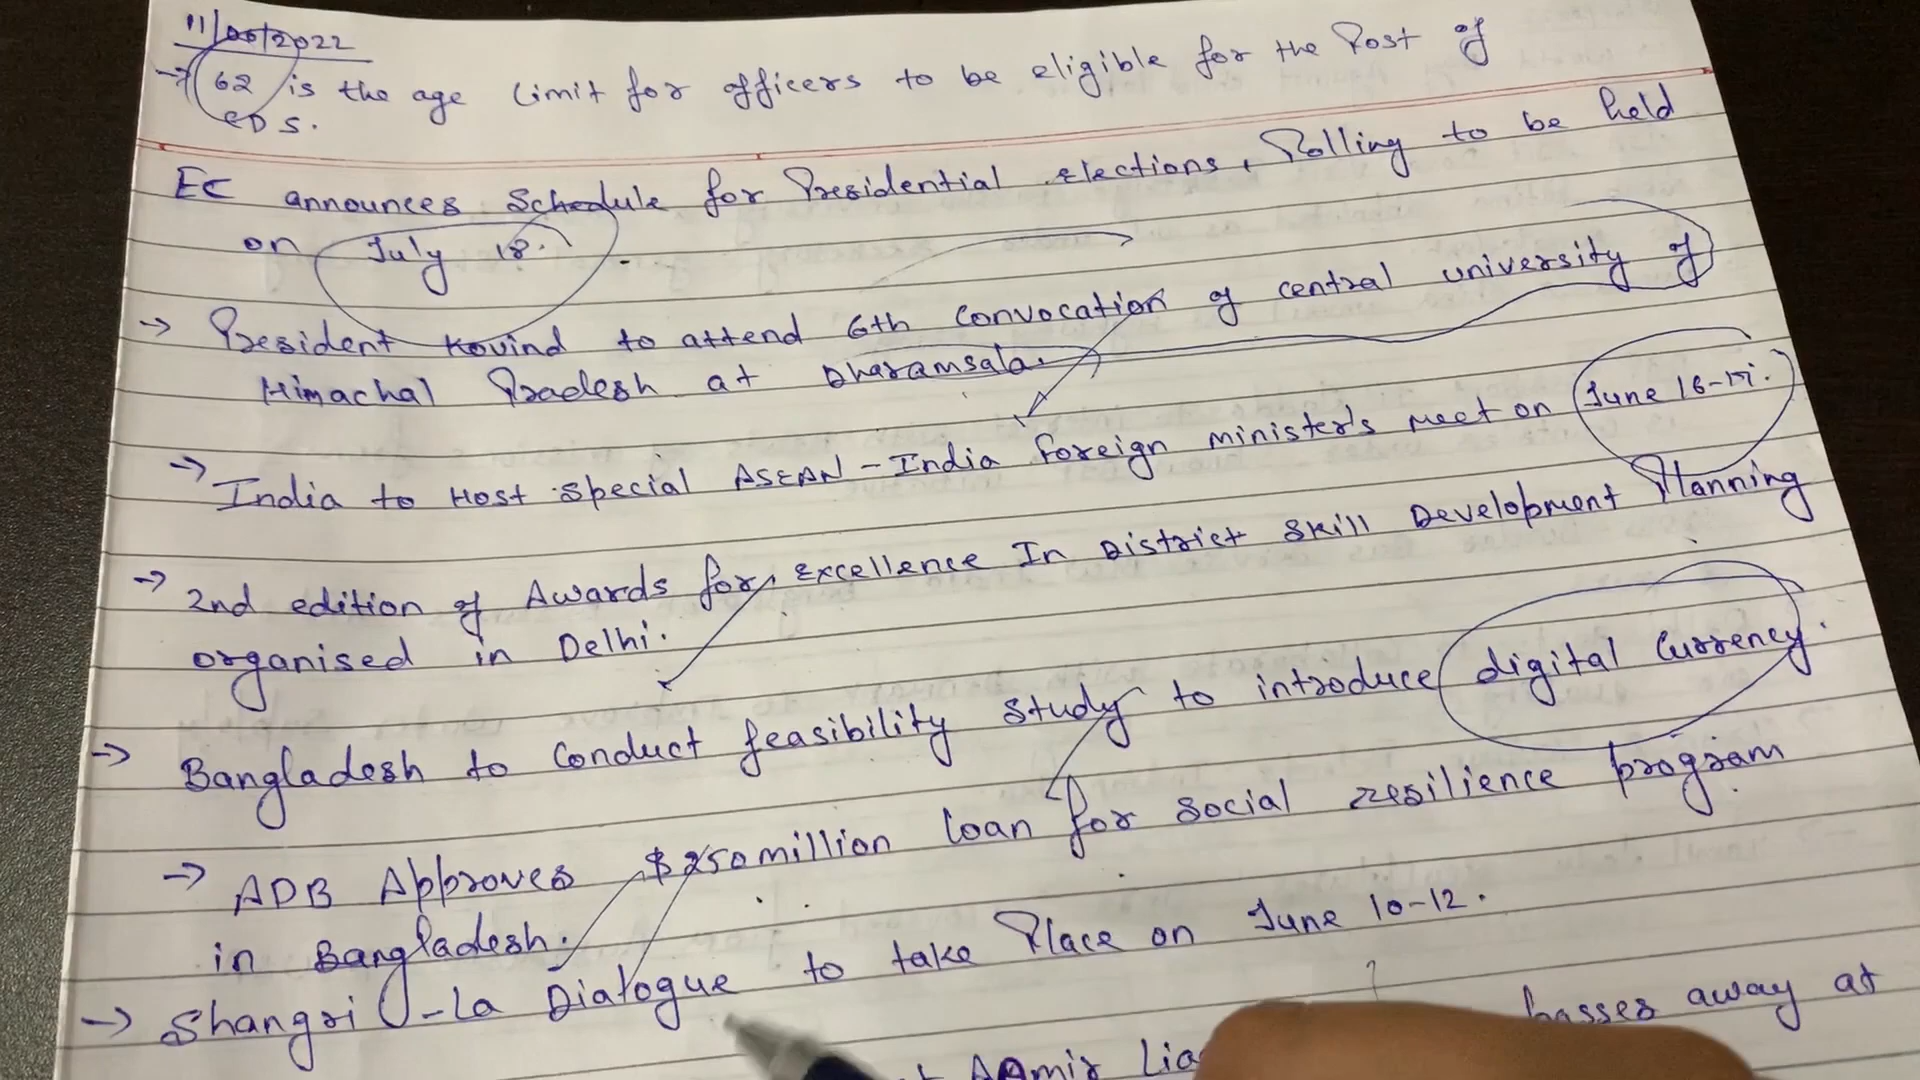 11/06/2022
→ 62 is the age limit for officers to be eligible for the Post of
CDS.
EC announces Schedule for Presidential elections, Polling to be held
on July 18.
→ President Kovind to attend 6th convocation of central university of
Himachal Pradesh at Dharamsala.
→ India to Host special ASEAN-India foreign minister's meet on June 16-17.
→ 2nd edition of Awards for excellence In District Skill Development Planning
organised in Delhi.
→ Bangladesh to conduct feasibility study to introduce digital currency.
→ ADB Approves $250 million loan for social resilience program
in Bangladesh.
→ Shangri-La Dialogue to take Place on June 10-12.
Aamir Lia passes away at